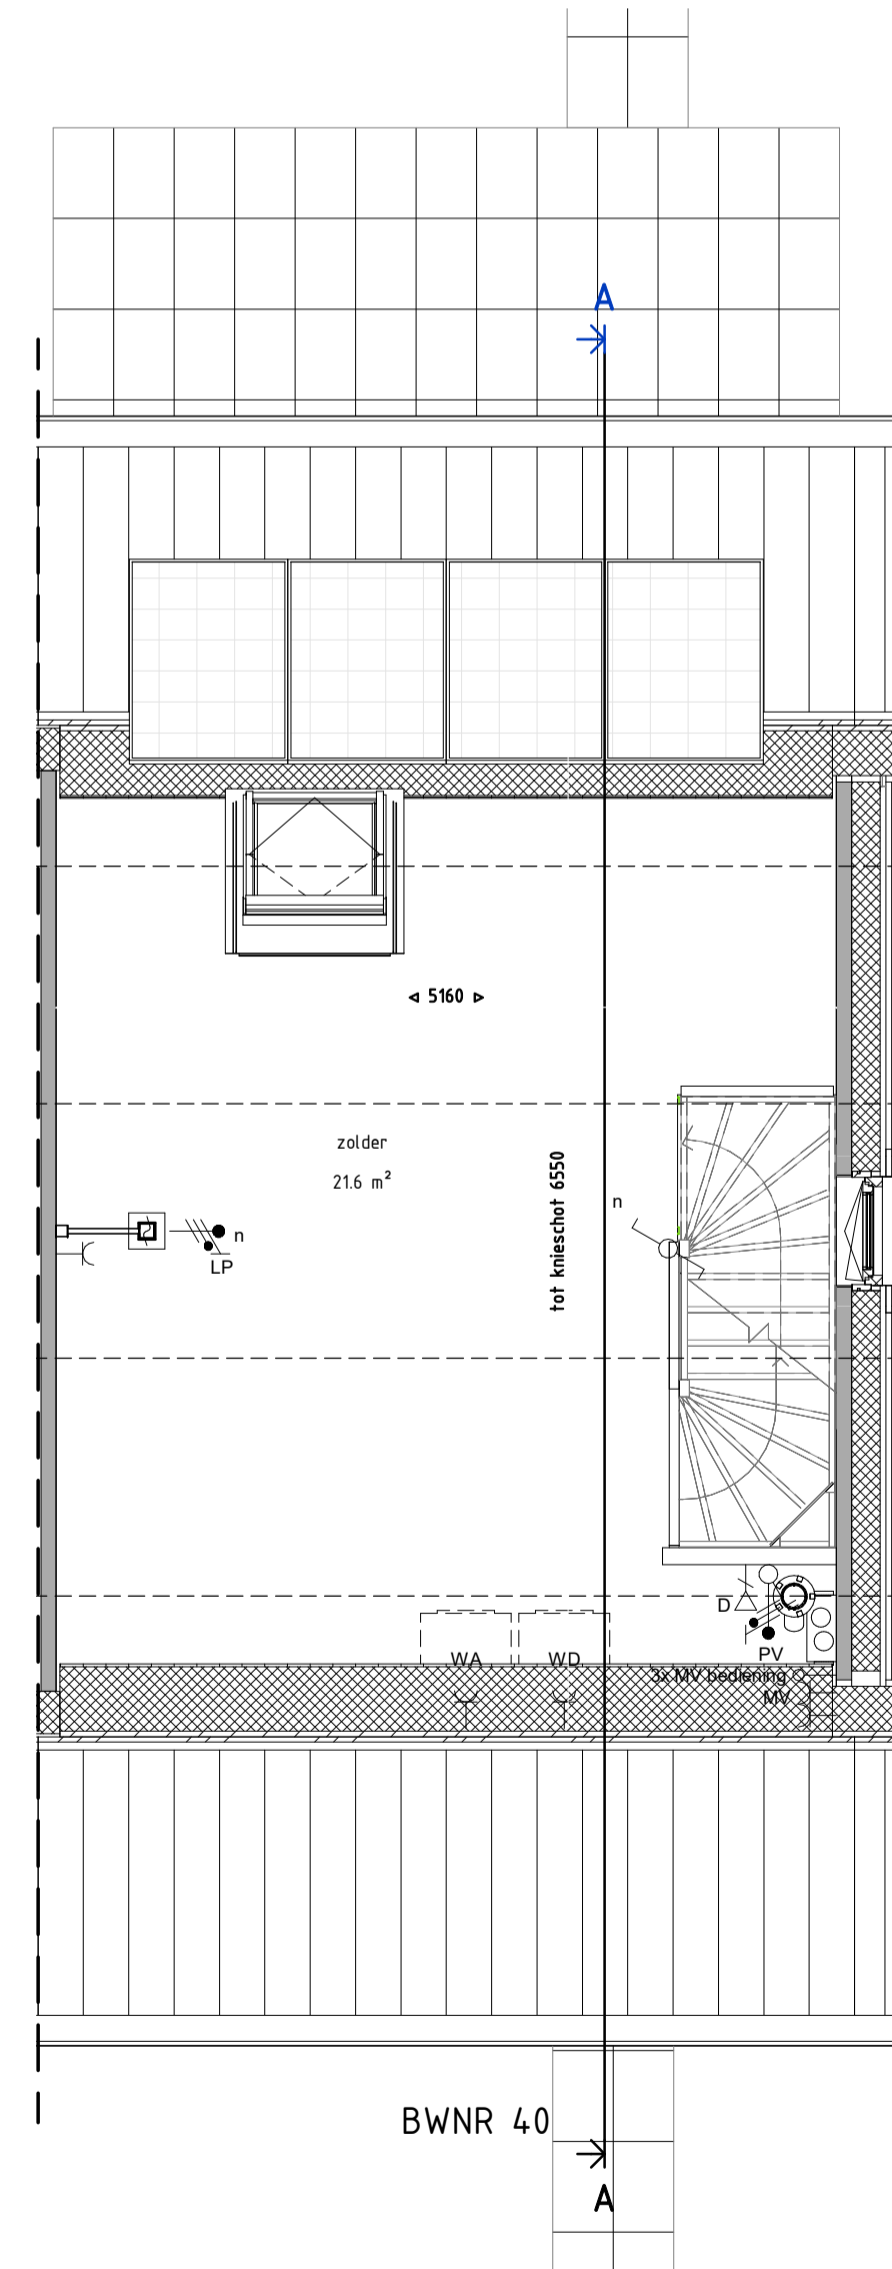 A
5160
zolder
21.6 m²
tot knieschot 6550
n
n
LP
D
PV
WA
WD
3x MV bediening
MV
BWNR 40
A